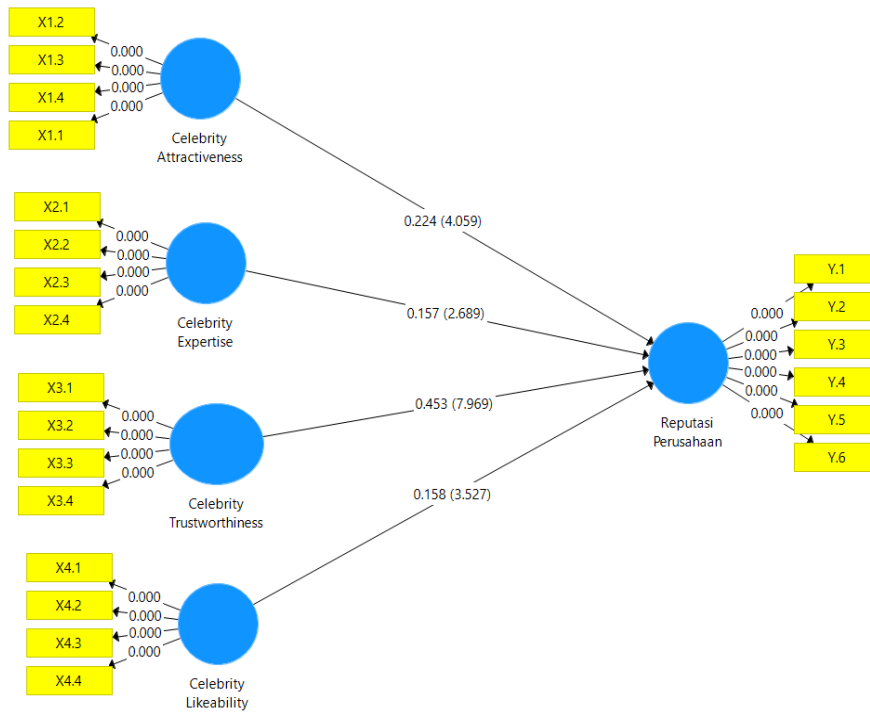 X1.2
0.000
X1.3
0.000
X1.4
0.000
X1.1
0.000
Celebrity
Attractiveness
0.224 (4.059)
X2.1
0.000
X2.2
0.000
X2.3
0.000
X2.4
0.000
Celebrity
Expertise
0.157 (2.689)
X3.1
0.000
X3.2
0.000
X3.3
0.000
X3.4
0.000
Celebrity
Trustworthiness
0.453 (7.969)
X4.1
0.000
X4.2
0.000
X4.3
0.000
X4.4
0.000
Celebrity
Likeability
0.158 (3.527)
Reputasi
Perusahaan
Y.1
0.000
Y.2
0.000
Y.3
0.000
Y.4
0.000
Y.5
0.000
Y.6
0.000